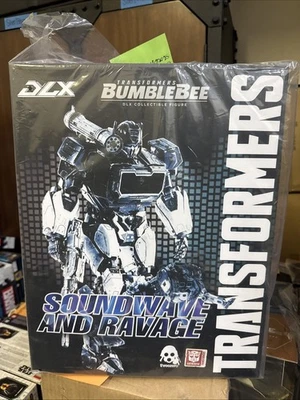 DLX
TRANSFORMERS
BUMBLEBEE
DLX COLLECTIBLE FIGURE
TRANSFORMERS
SOUNDWAVE
AND RAVAGE